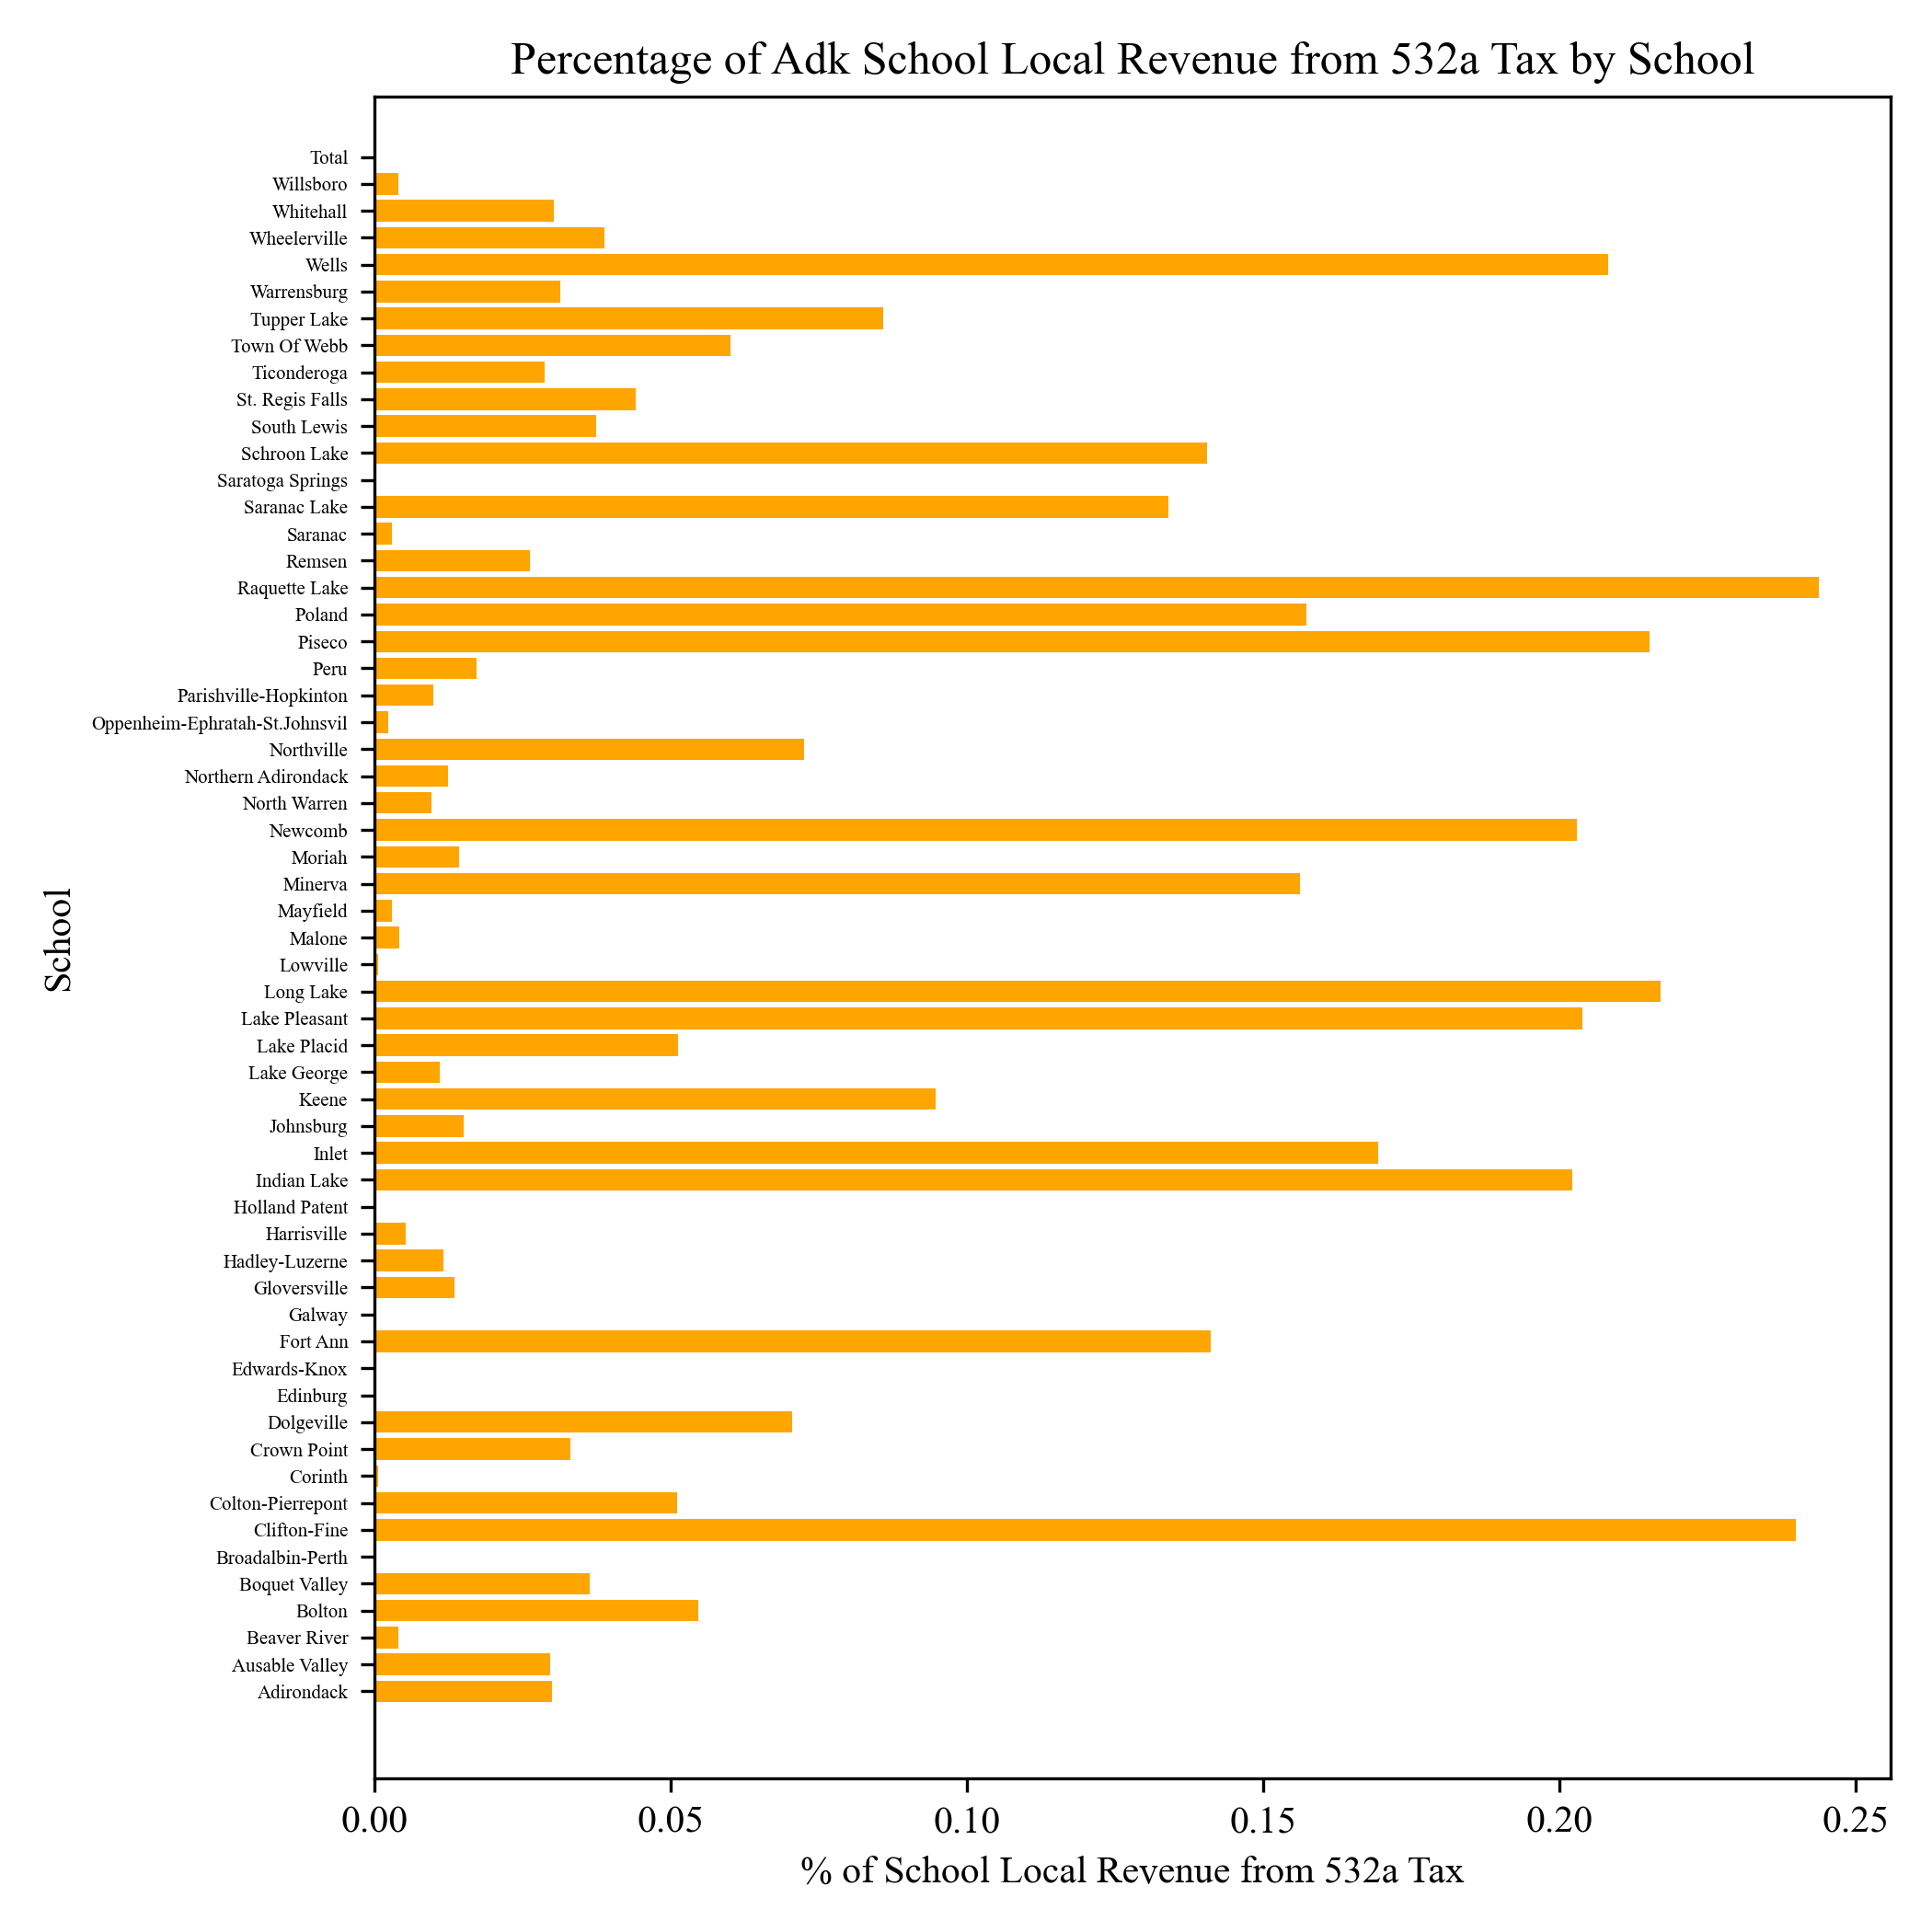 Percentage of Adk School Local Revenue from 532a Tax by School
School
Total
Willsboro
Whitehall
Wheelerville
Wells
Warrensburg
Tupper Lake
Town Of Webb
Ticonderoga
St. Regis Falls
South Lewis
Schroon Lake
Saratoga Springs
Saranac Lake
Saranac
Remsen
Raquette Lake
Poland
Piseco
Peru
Parishville-Hopkinton
Oppenheim-Ephratah-St.Johnsvil
Northville
Northern Adirondack
North Warren
Newcomb
Moriah
Minerva
Mayfield
Malone
Lowville
Long Lake
Lake Pleasant
Lake Placid
Lake George
Keene
Johnsburg
Inlet
Indian Lake
Holland Patent
Harrisville
Hadley-Luzerne
Gloversville
Galway
Fort Ann
Edwards-Knox
Edinburg
Dolgeville
Crown Point
Corinth
Colton-Pierrepont
Clifton-Fine
Broadalbin-Perth
Boquet Valley
Bolton
Beaver River
Ausable Valley
Adirondack
0.00 0.05 0.10 0.15 0.20 0.25
% of School Local Revenue from 532a Tax